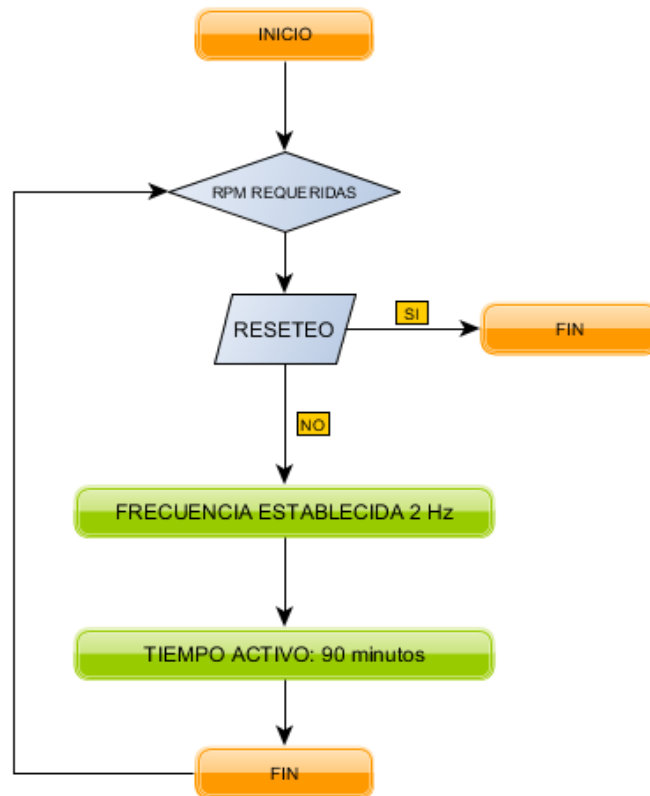 INICIO
RPM REQUERIDAS
RESETEO
SI
FIN
NO
FRECUENCIA ESTABLECIDA 2 Hz
TIEMPO ACTIVO: 90 minutos
FIN